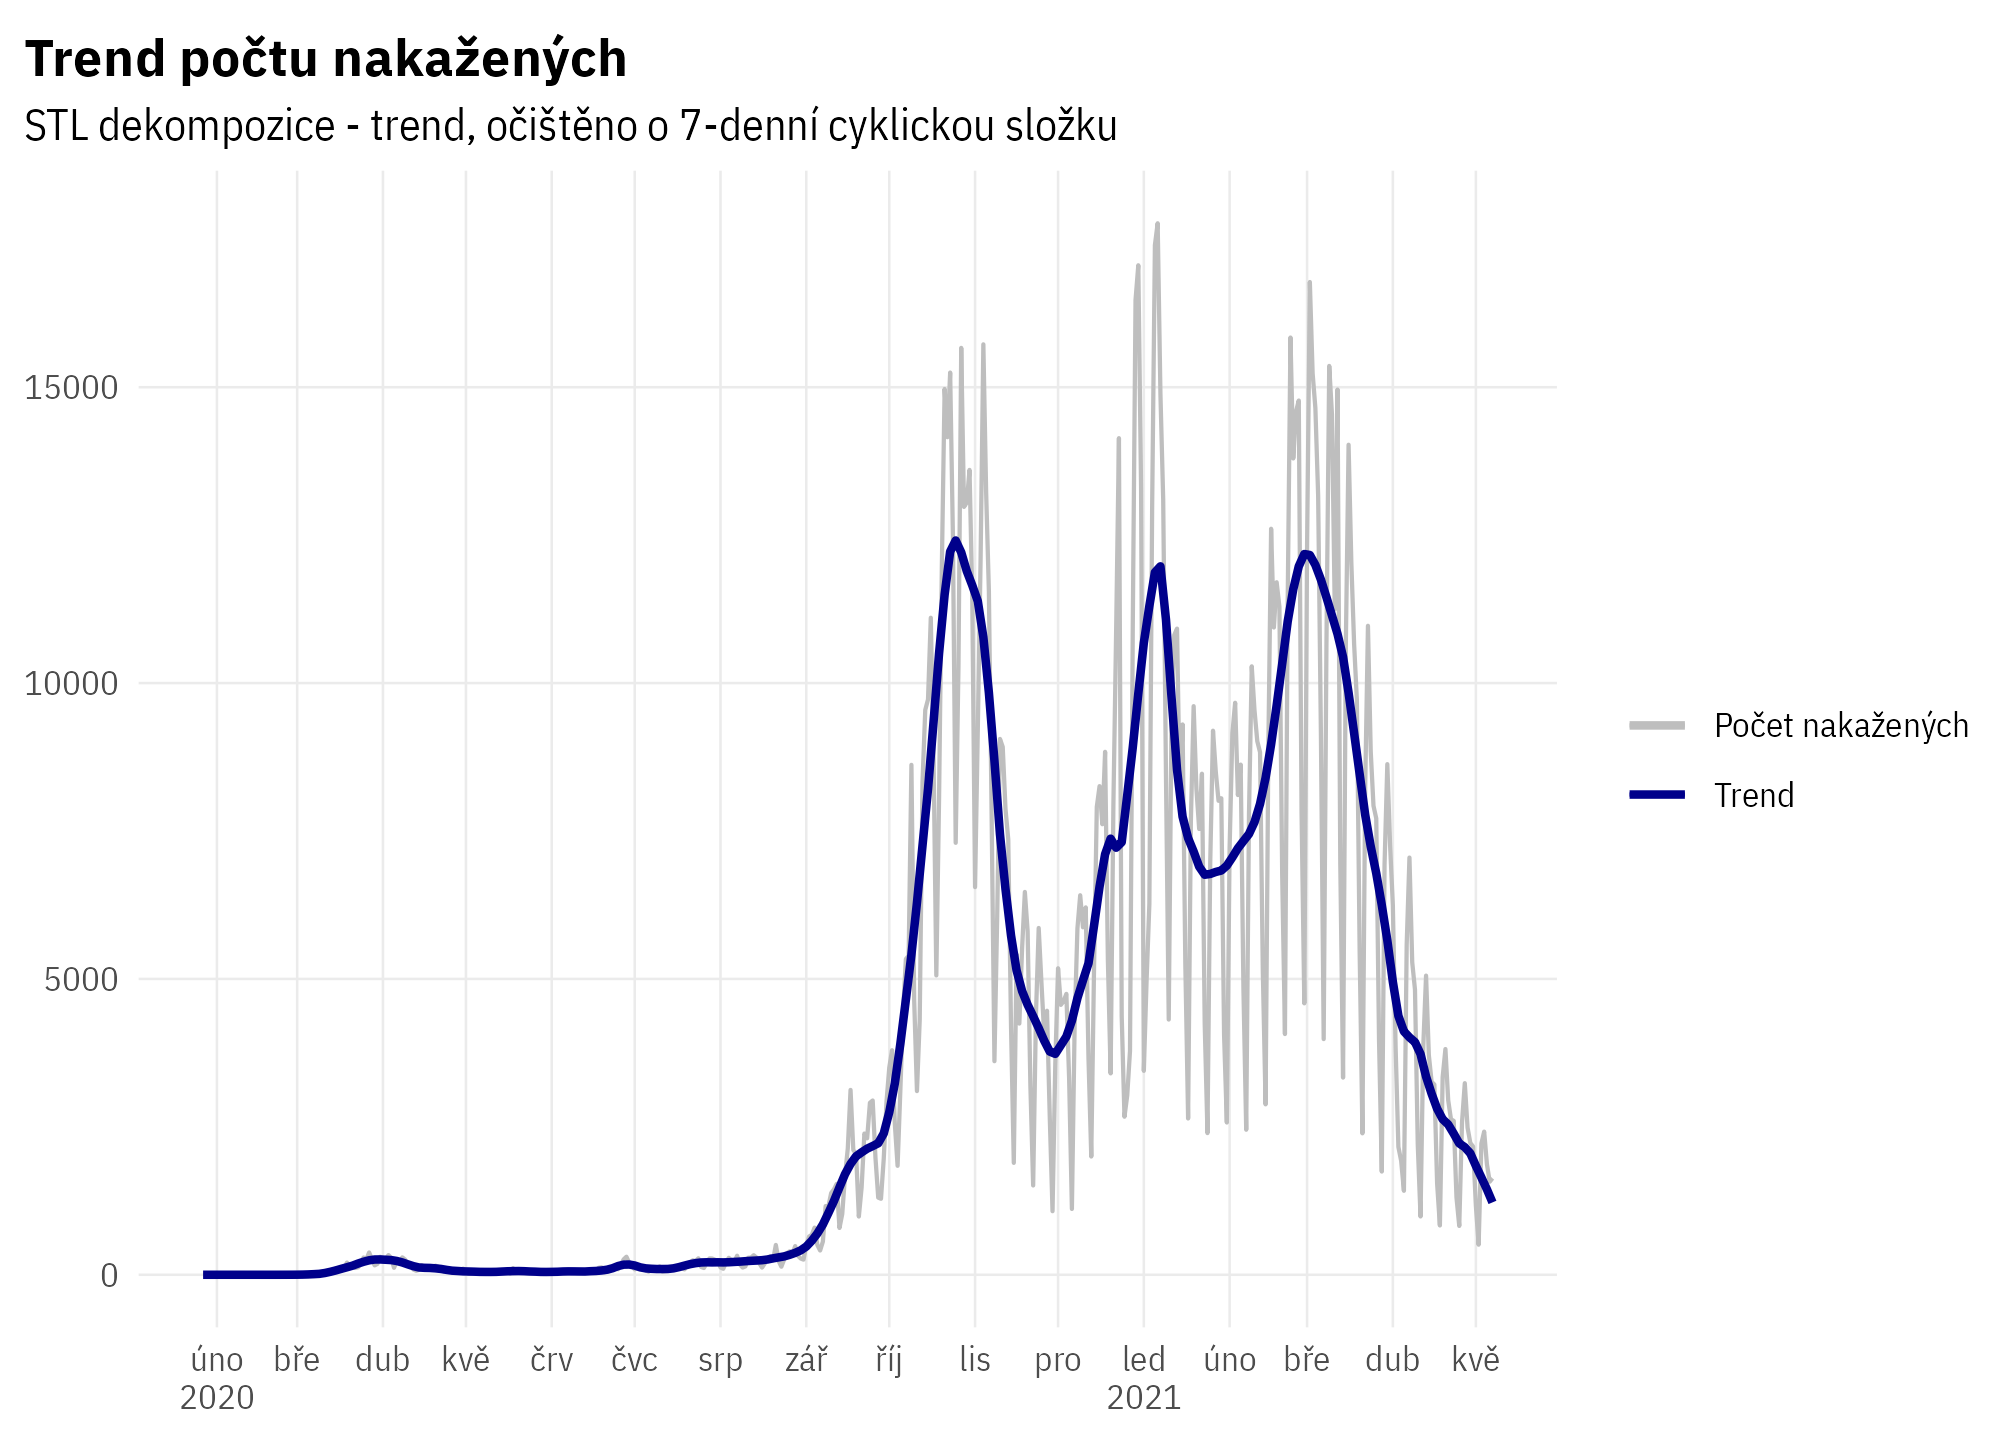 Trend počtu nakažených
STL dekompozice - trend, očištěno o 7-denní cyklickou složku
15000
10000
5000
0
Počet nakažených
Trend
úno bře dub kvě črv čvc srp zář říj lis pro led úno bře dub kvě
2020 2021